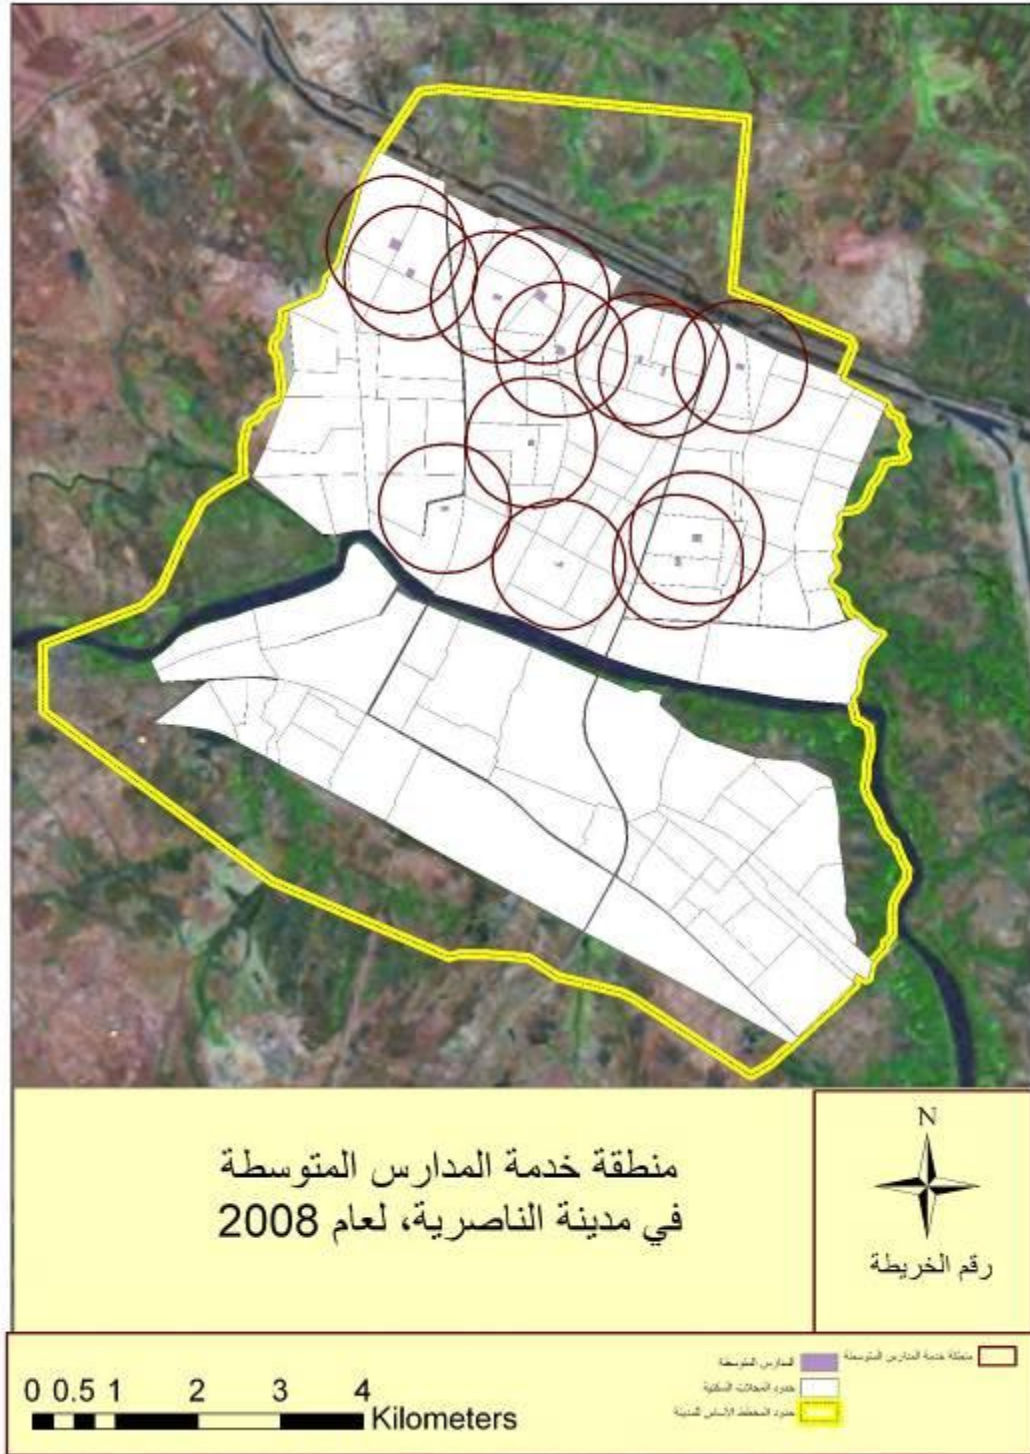 منطقة خدمة المدارس المتوسطة
في مدينة الناصرية، لعام 2008
N
رقم الخريطة
منطقة خدمة المدارس المتوسطة
المدارس المتوسطة
حدود المحلات السكنية
حدود المخطط الأساس للمدينة
0 0.5 1 2 3 4
Kilometers